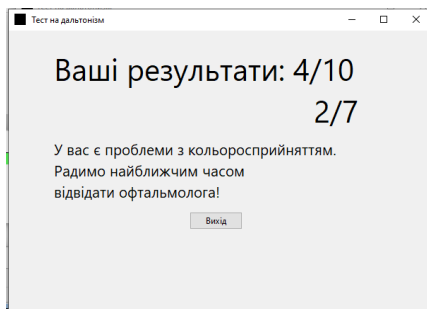 Тест на дальтонізм
Ваші результати: 4/10
2/7
У вас є проблеми з кольоросприйняттям.
Радимо найближчим часом
відвідати офтальмолога!
Вихід